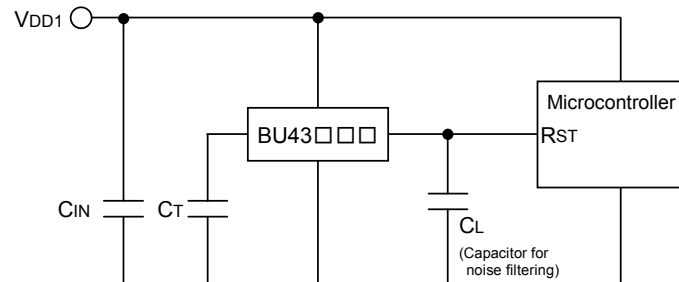 VDD1
BU43□□□
Microcontroller
RST
CIN
CT
CL
(Capacitor for
noise filtering)